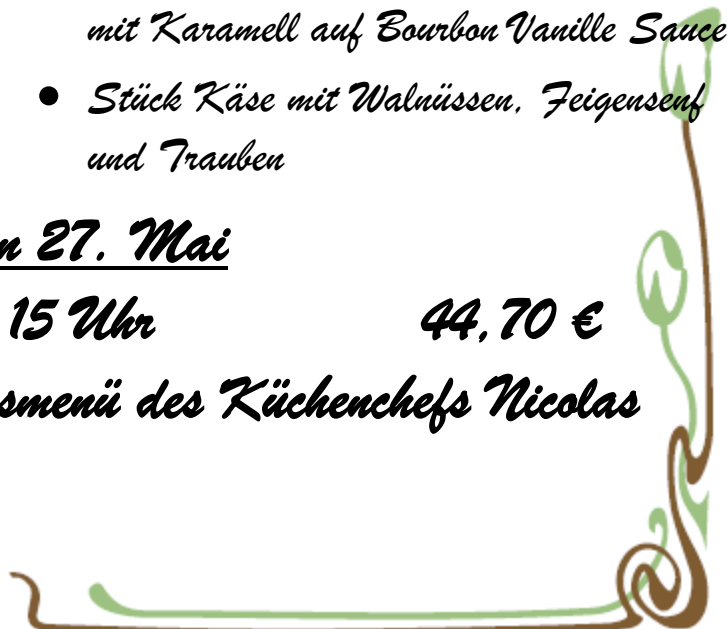 mit Karamell auf Bourbon Vanille Sauce
• Stück Käse mit Walnüssen, Feigensenf
und Trauben
n 27. Mai
15 Uhr 44,70 €
smenü des Küchenchefs Nicolas